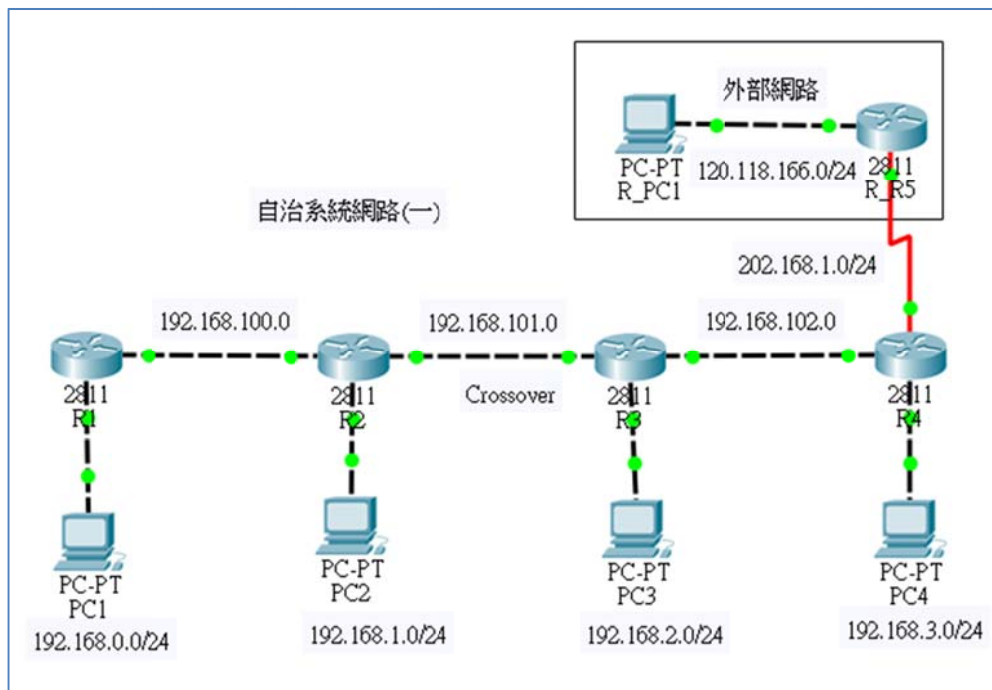 外部網路
PC-PT
R_PC1
120.118.166.0/24
2811
R_R5
自治系統網路(一)
202.168.1.0/24
192.168.100.0
192.168.101.0
192.168.102.0
2811
R1
2811
R2
Crossover
2811
R3
2811
R4
PC-PT
PC1
192.168.0.0/24
PC-PT
PC2
192.168.1.0/24
PC-PT
PC3
192.168.2.0/24
PC-PT
PC4
192.168.3.0/24